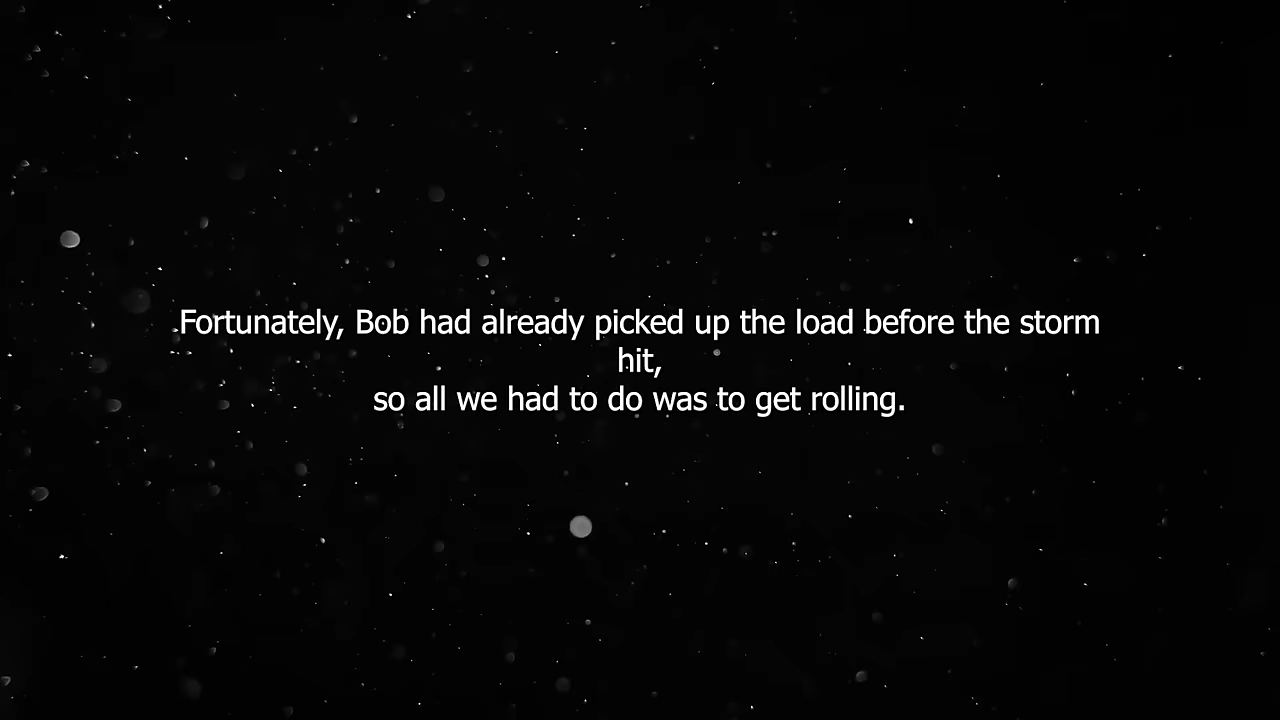 Fortunately, Bob had already picked up the load before the storm
hit,
so all we had to do was to get rolling.